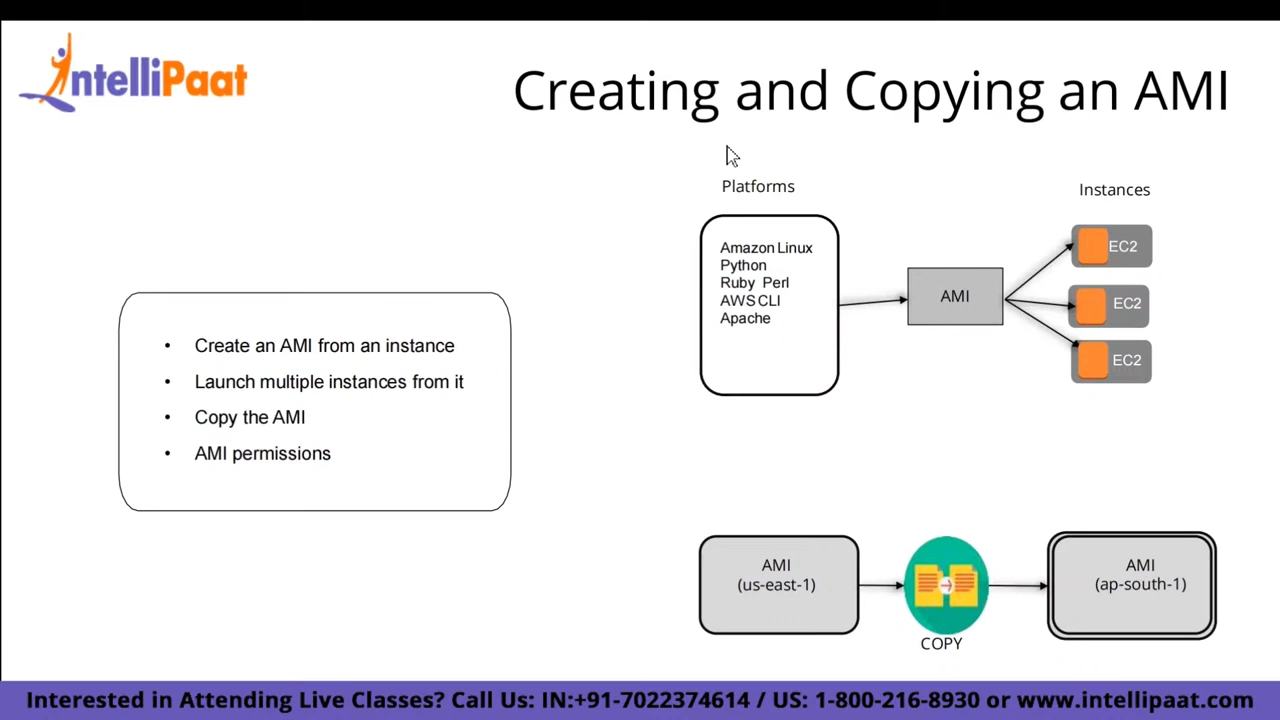 IntelliPaat
Creating and Copying an AMI
Platforms
Instances
Amazon Linux
Python
Ruby Perl
AWS CLI
Apache
AMI
EC2
EC2
EC2
• Create an AMI from an instance
• Launch multiple instances from it
• Copy the AMI
• AMI permissions
AMI
(us-east-1)
COPY
AMI
(ap-south-1)
Interested in Attending Live Classes? Call Us: IN:+91-7022374614 / US: 1-800-216-8930 or www.intellipaat.com